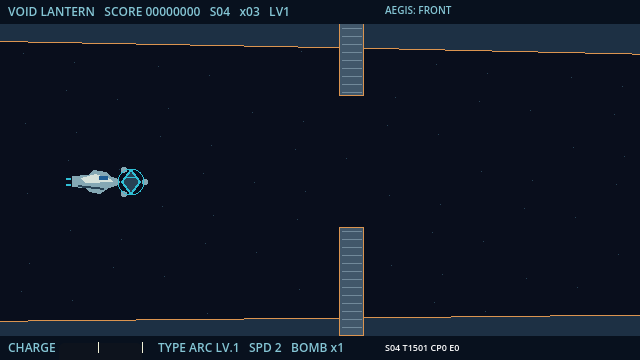 VOID LANTERN SCORE 00000000 S04 x03 LV1 AEGIS: FRONT
CHARGE TYPE ARC LV.1 SPD 2 BOMB x1 S04 T1501 CP0 E0